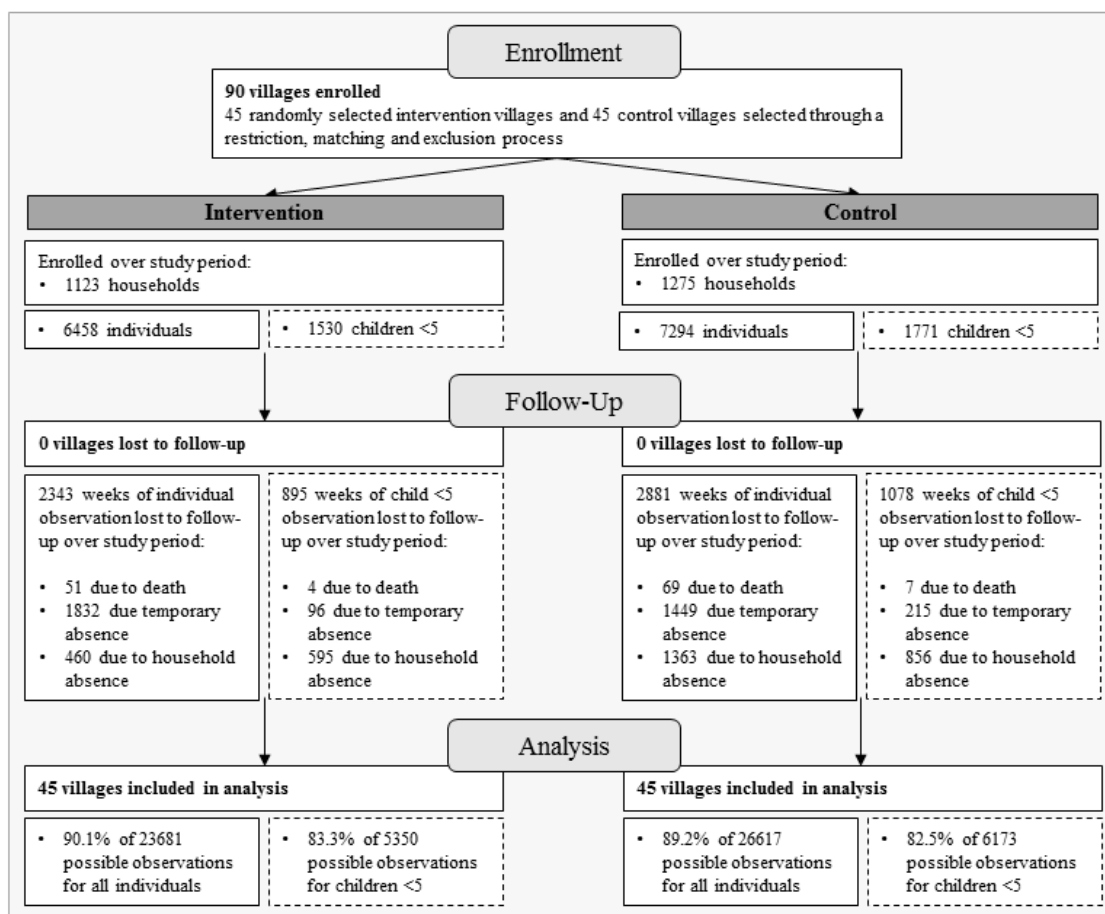 Enrollment
90 villages enrolled
45 randomly selected intervention villages and 45 control villages selected through a
restriction, matching and exclusion process
Intervention
Enrolled over study period:
• 1123 households
• 6458 individuals
• 1530 children <5
Control
Enrolled over study period:
• 1275 households
• 7294 individuals
• 1771 children <5
Follow-Up
0 villages lost to follow-up
2343 weeks of individual
observation lost to follow-
up over study period:
• 51 due to death
• 1832 due temporary
absence
• 460 due to household
absence
895 weeks of child <5
observation lost to follow-
up over study period:
• 4 due to death
• 96 due to temporary
absence
• 595 due to household
absence
0 villages lost to follow-up
2881 weeks of individual
observation lost to follow-
up over study period:
• 69 due to death
• 1449 due temporary
absence
• 1363 due to household
absence
1078 weeks of child <5
observation lost to follow-
up over study period:
• 7 due to death
• 215 due to temporary
absence
• 856 due to household
absence
Analysis
45 villages included in analysis
• 90.1% of 23681
possible observations
for all individuals
• 83.3% of 5350
possible observations
for children <5
45 villages included in analysis
• 89.2% of 26617
possible observations
for all individuals
• 82.5% of 6173
possible observations
for children <5